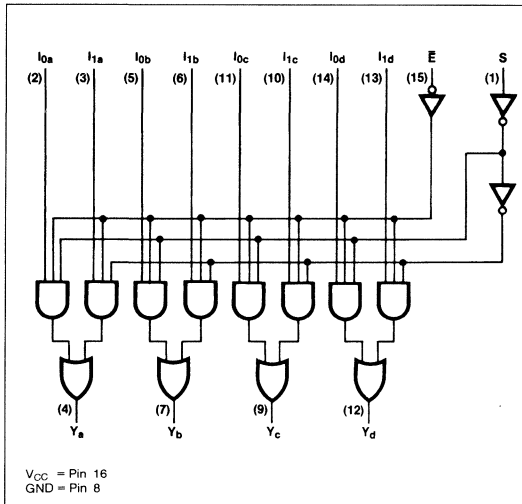 I0a I1a I0b I1b I0c I1c I0d I1d E̅ S
(2) (3) (5) (6) (11) (10) (14) (13) (15) (1)
(4) (7) (9) (12)
Ya Yb Yc Yd
VCC = Pin 16
GND = Pin 8